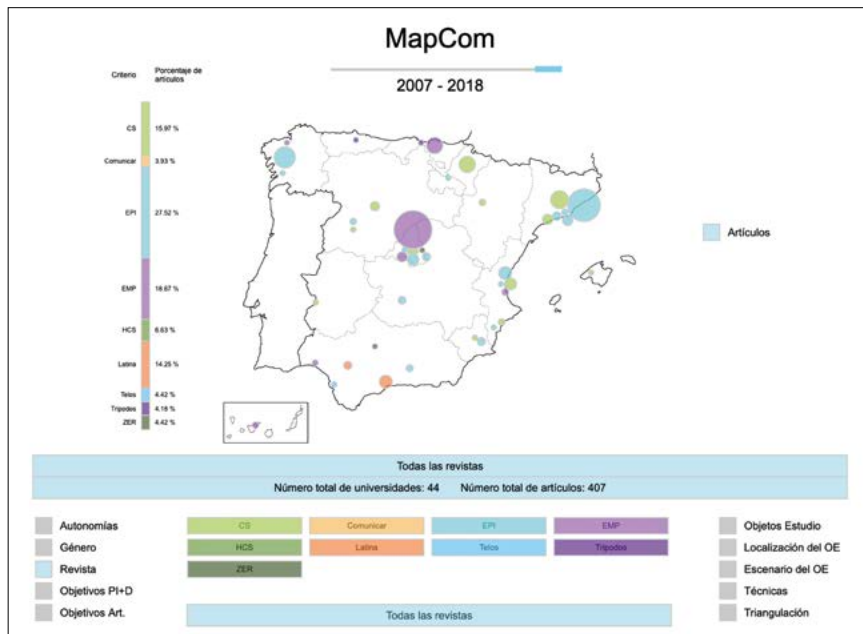 MapCom
2007 - 2018
Criterio
Porcentaje de
artículos
CS 15.97 %
Comunicar 3.93 %
EPI 27.52 %
EMP 18.67 %
HCS 6.63 %
Latina 14.25 %
Telos 4.42 %
Tripodos 4.18 %
ZER 4.42 %
Artículos
Todas las revistas
Número total de universidades: 44 Número total de artículos: 407
Autonomías
Género
Revista
Objetivos PI+D
Objetivos Art.
CS Comunicar EPI EMP
HCS Latina Telos Tripodos
ZER
Todas las revistas
Objetos Estudio
Localización del OE
Escenario del OE
Técnicas
Triangulación